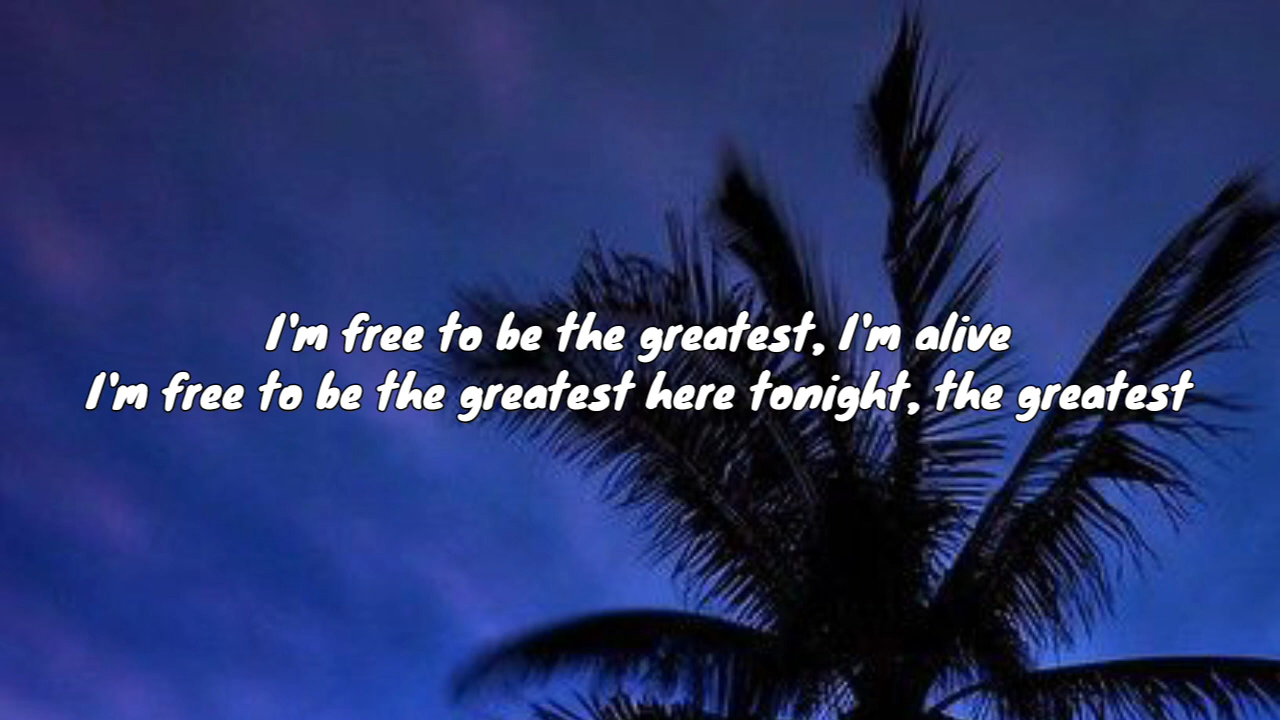 I'm free to be the greatest, I'm alive
I'm free to be the greatest here tonight, the greatest